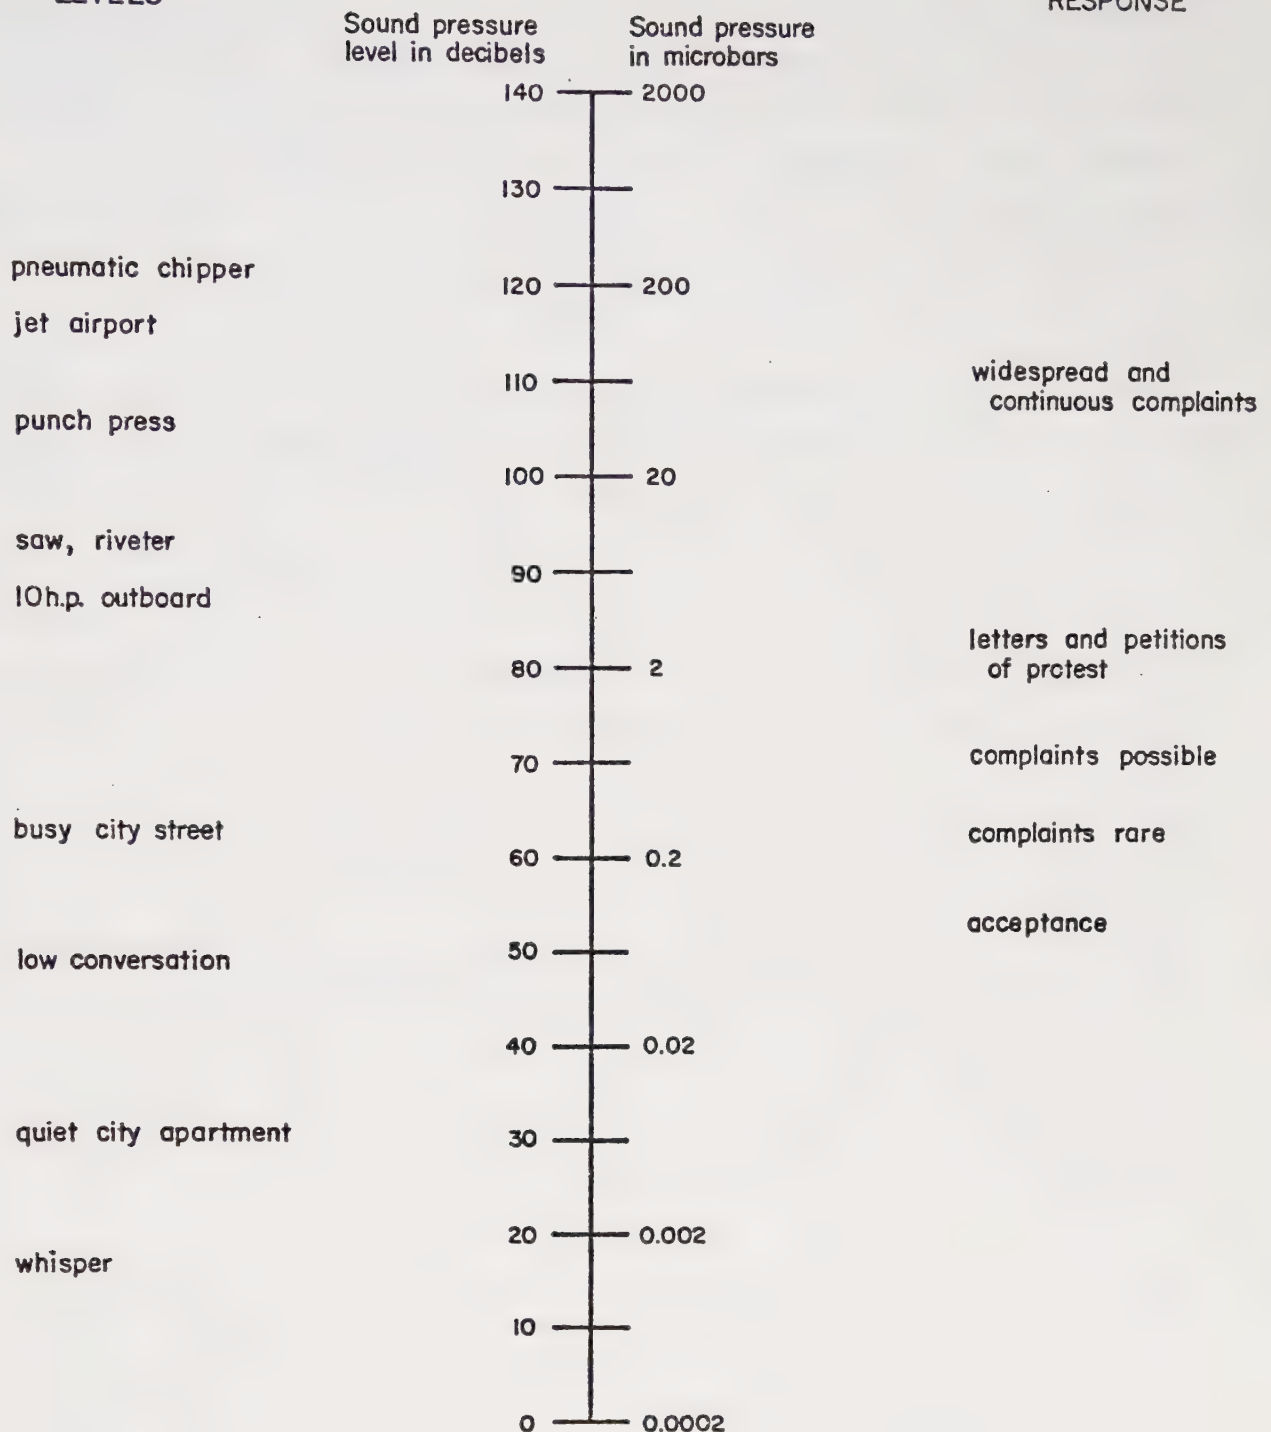 LEVELS
RESPONSE
Sound pressure
level in decibels
Sound pressure
in microbars
140 2000
130
pneumatic chipper
120 200
jet airport
110
widespread and
continuous complaints
punch press
100 20
saw, riveter
90
10h.p. outboard
letters and petitions
of protest
80 2
70
complaints possible
busy city street
complaints rare
60 0.2
acceptance
50
low conversation
40 0.02
quiet city apartment
30
20 0.002
whisper
10
0 0.0002